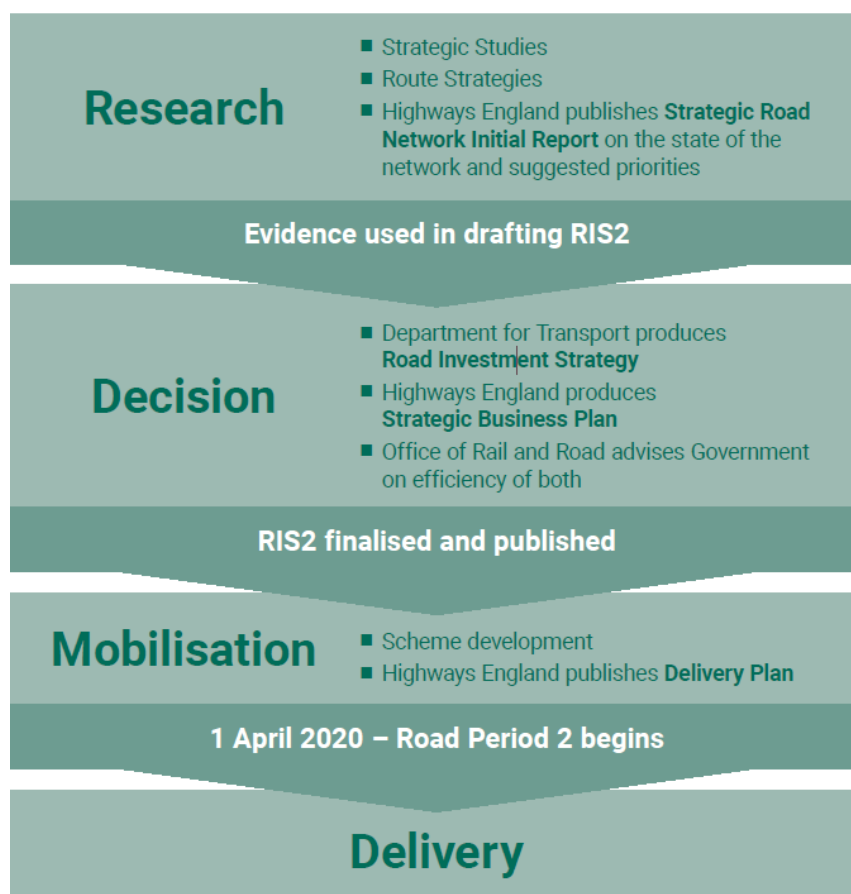 Research
■ Strategic Studies
■ Route Strategies
■ Highways England publishes Strategic Road
Network Initial Report on the state of the
network and suggested priorities
Evidence used in drafting RIS2
Decision
■ Department for Transport produces
Road Investment Strategy
■ Highways England produces
Strategic Business Plan
■ Office of Rail and Road advises Government
on efficiency of both
RIS2 finalised and published
Mobilisation
■ Scheme development
■ Highways England publishes Delivery Plan
1 April 2020 – Road Period 2 begins
Delivery